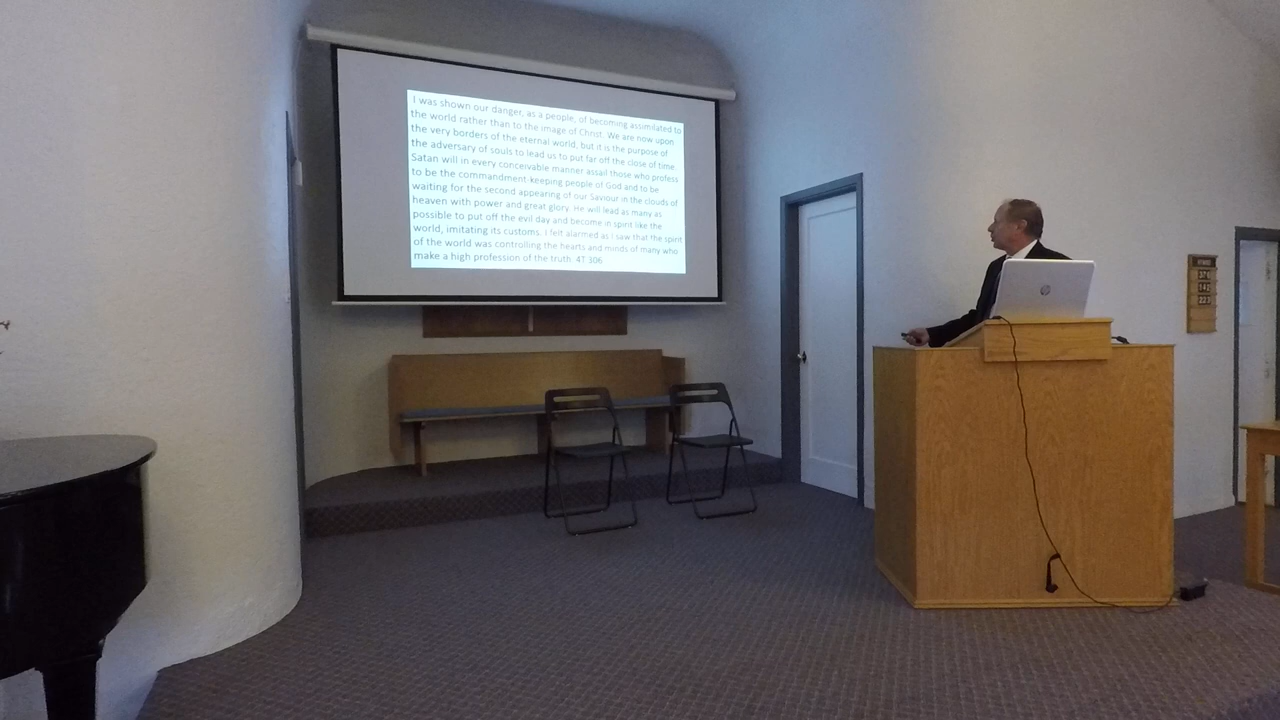 I was shown our danger, as a people, of becoming assimilated to
the world rather than to the image of Christ. We are now upon
the very borders of the eternal world, but it is the purpose of
the adversary of souls to lead us to put far off the close of time.
Satan will in every conceivable manner assail those who profess
to be the commandment-keeping people of God and to be
waiting for the second appearing of our Saviour in the clouds of
heaven with power and great glory. He will lead as many as
possible to put off the evil day and become in spirit like the
world, imitating its customs. I felt alarmed as I saw that the spirit
of the world was controlling the hearts and minds of many who
make a high profession of the truth. 4T 306
hp
HYMNS
142
223